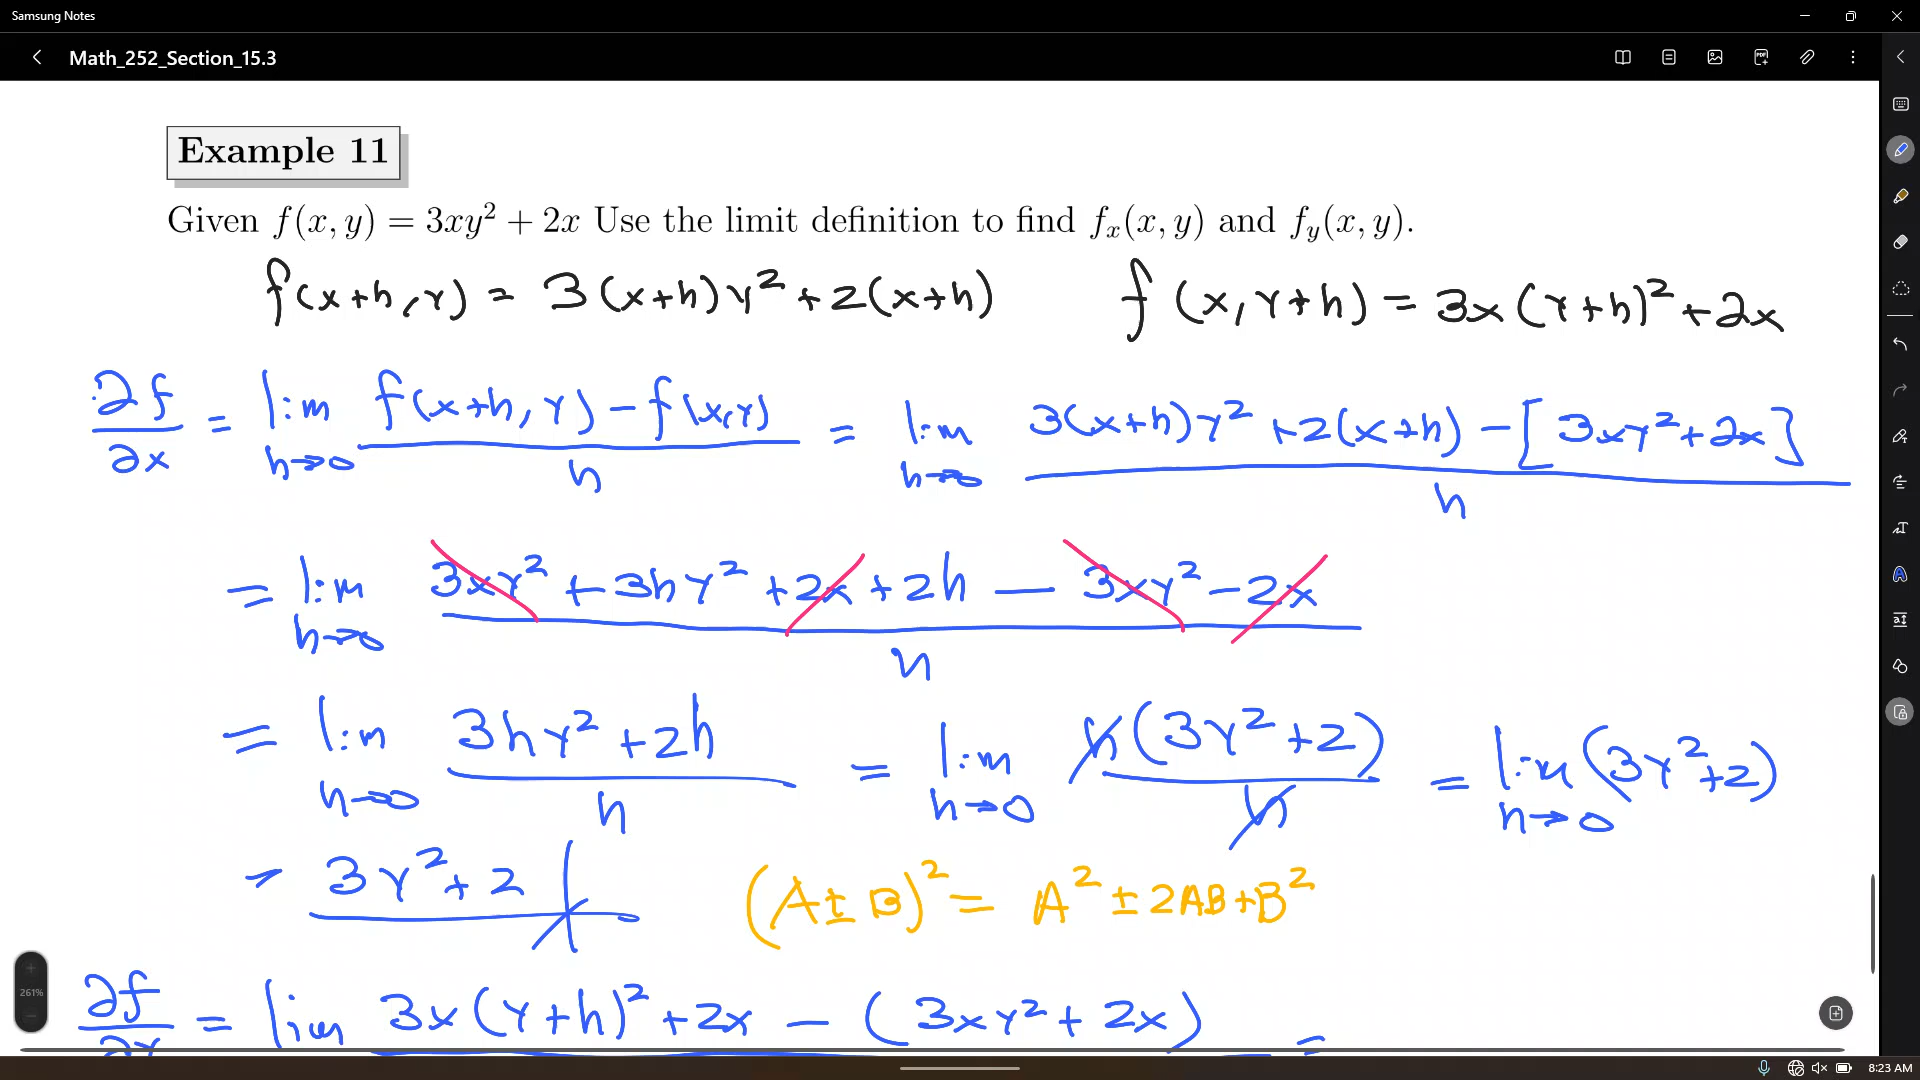 Samsung Notes
Math_252_Section_15.3
Example 11
Given f(x, y) = 3xy² + 2x Use the limit definition to find fₓ(x, y) and f_y(x, y).
f(x+h, y) = 3(x+h)y² + 2(x+h)    f(x, y+h) = 3x(y+h)² + 2x
∂f/∂x = lim h→0 (f(x+h, y) − f(x,y))/h = lim h→0 (3(x+h)y² + 2(x+h) − [3xy² + 2x])/h
= lim h→0 (3xy² + 3hy² + 2x + 2h − 3xy² − 2x)/h
= lim h→0 (3hy² + 2h)/h = lim h→0 h(3y² + 2)/h = lim h→0 (3y² + 2)
= 3y² + 2    (A ± B)² = A² ± 2AB + B²
∂f/∂y = lim 3x(y+h)² + 2x − (3xy² + 2x) =
261%
8:23 AM